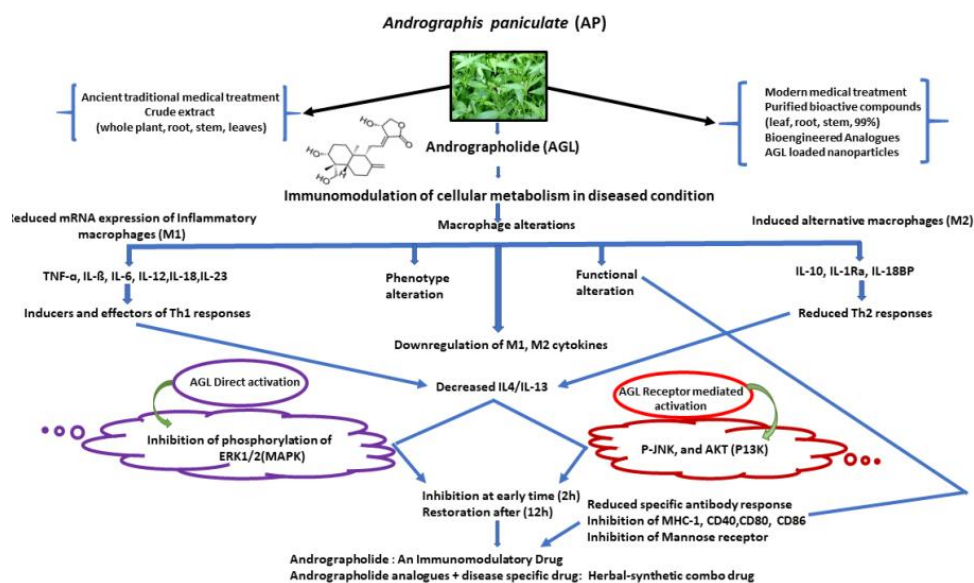 Andrographis paniculate (AP)
Ancient traditional medical treatment
Crude extract
(whole plant, root, stem, leaves)
Modern medical treatment
Purified bioactive compounds
(leaf, root, stem, 99%)
Bioengineered Analogues
AGL loaded nanoparticles
HO
O
O
HO
HO
H
Andrographolide (AGL)
Immunomodulation of cellular metabolism in diseased condition
Reduced mRNA expression of Inflammatory
macrophages (M1)
Macrophage alterations
Induced alternative macrophages (M2)
TNF-α, IL-ß, IL-6, IL-12,IL-18,IL-23
Phenotype
alteration
Functional
alteration
IL-10, IL-1Ra, IL-18BP
Inducers and effectors of Th1 responses
Reduced Th2 responses
Downregulation of M1, M2 cytokines
AGL Direct activation
Decreased IL4/IL-13
AGL Receptor mediated
activation
Inhibition of phosphorylation of
ERK1/2(MAPK)
P-JNK, and AKT (P13K)
Inhibition at early time (2h)
Restoration after (12h)
Reduced specific antibody response
Inhibition of MHC-1, CD40,CD80, CD86
Inhibition of Mannose receptor
Andrographolide : An Immunomodulatory Drug
Andrographolide analogues + disease specific drug: Herbal-synthetic combo drug